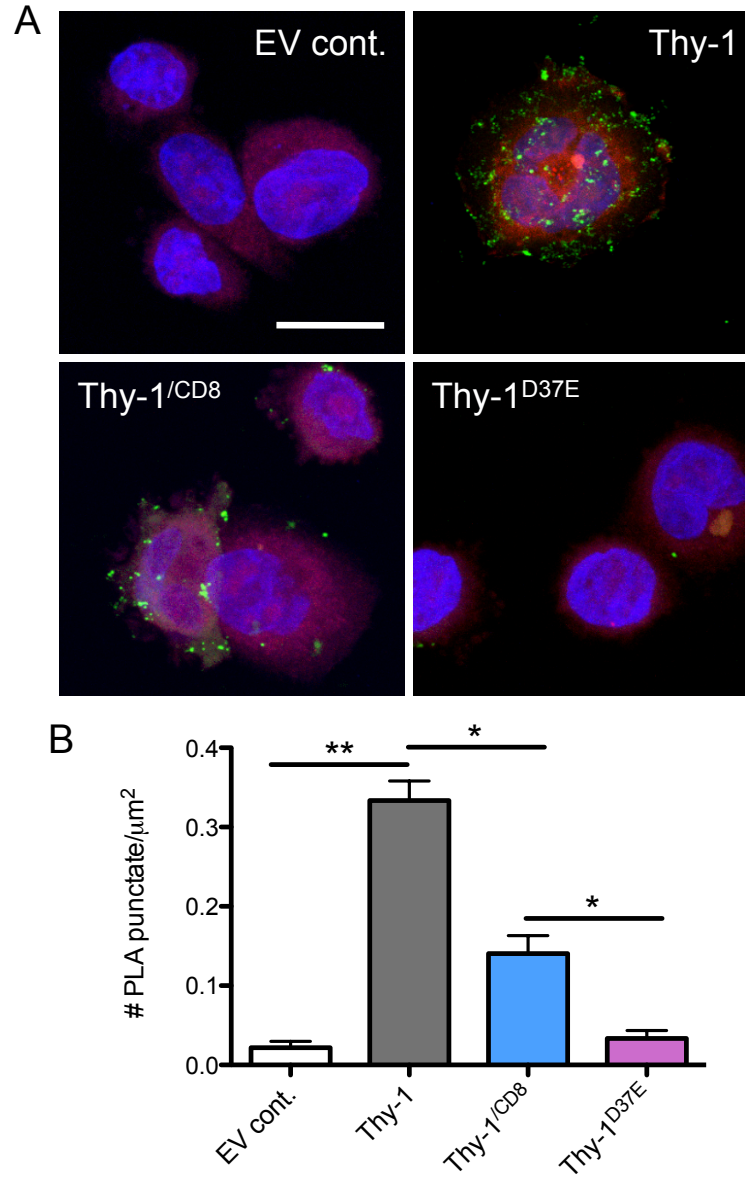 A
EV cont.
Thy-1
Thy-1/CD8
Thy-1D37E
B
** *
*
# PLA punctate/μm2
0.4
0.3
0.2
0.1
0.0
EV cont.
Thy-1
Thy-1/CD8
Thy-1D37E